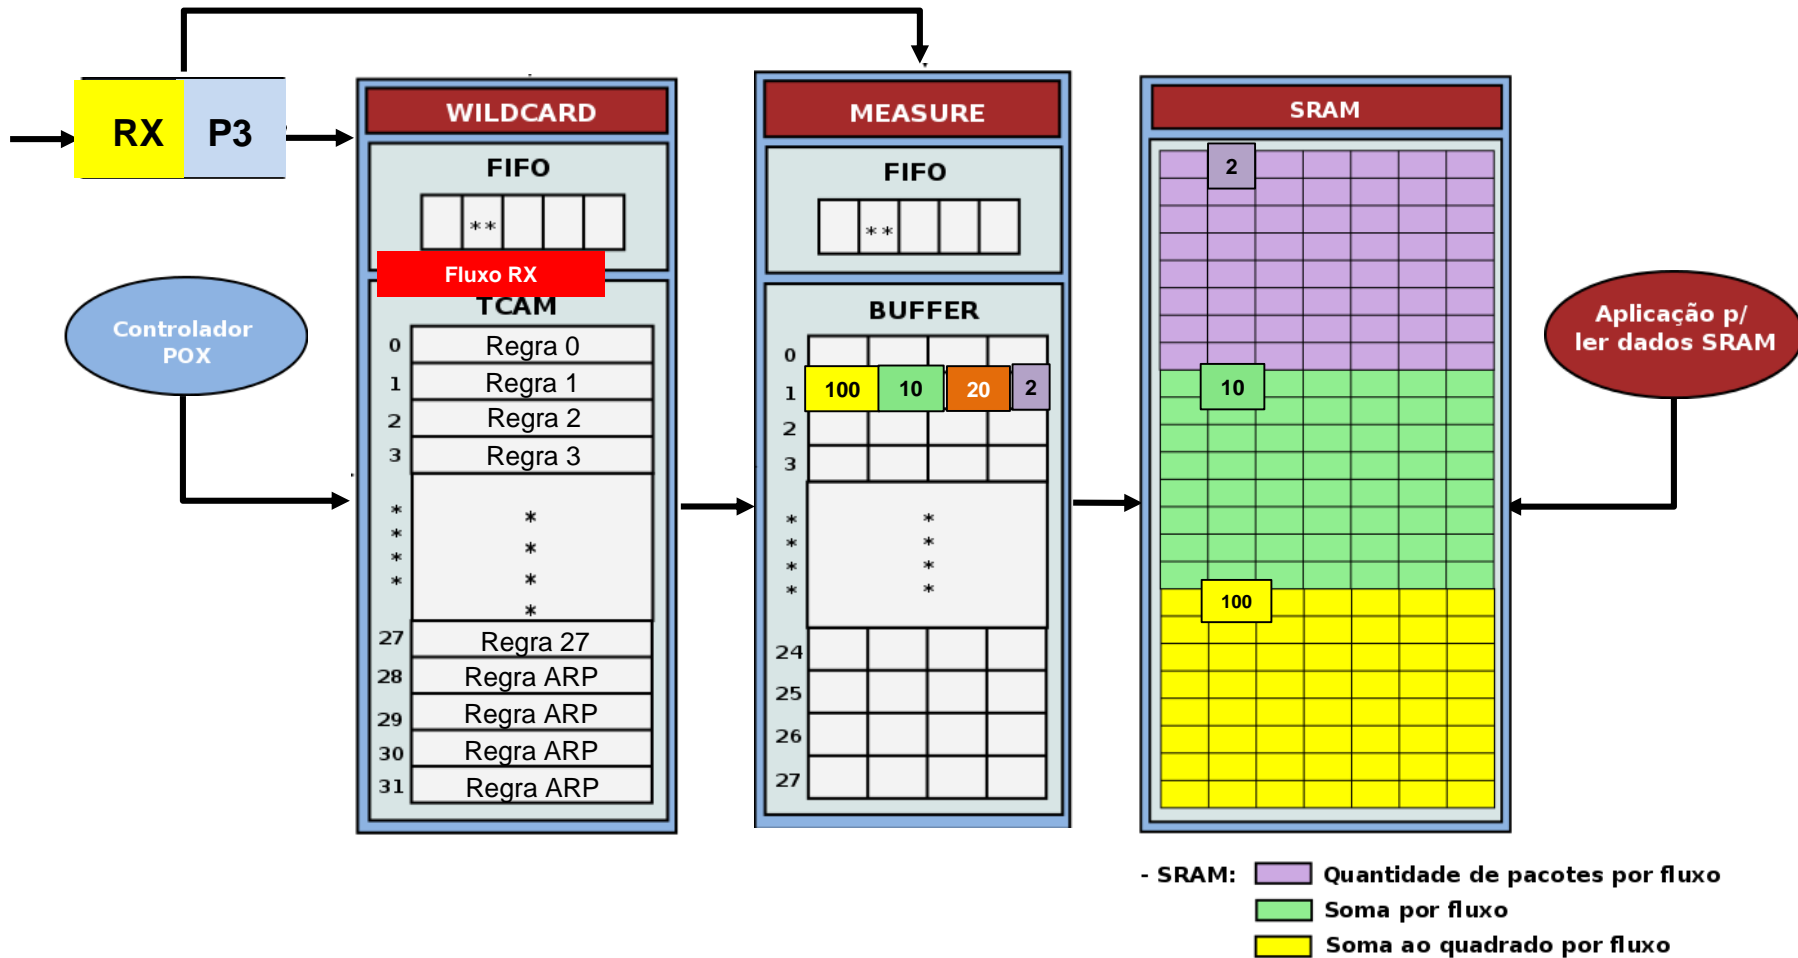 RX P3
WILDCARD
FIFO
**
Fluxo RX
TCAM
0 Regra 0
1 Regra 1
2 Regra 2
3 Regra 3
* *
* *
* *
* *
27 Regra 27
28 Regra ARP
29 Regra ARP
30 Regra ARP
31 Regra ARP
Controlador
POX
MEASURE
FIFO
**
BUFFER
0
1 100 10 20 2
2
3
* *
* *
* *
* *
24
25
26
27
SRAM
2
10
100
Aplicação p/
ler dados SRAM
- SRAM: Quantidade de pacotes por fluxo
Soma por fluxo
Soma ao quadrado por fluxo